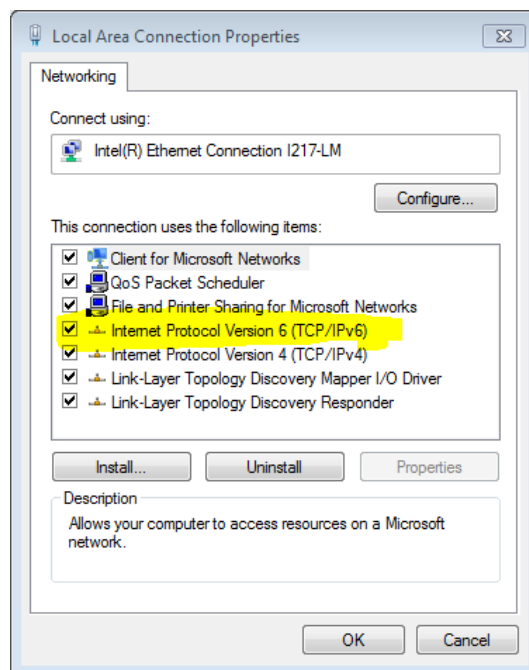 Local Area Connection Properties
Networking
Connect using:
Intel(R) Ethernet Connection I217-LM
Configure...
This connection uses the following items:
Client for Microsoft Networks
QoS Packet Scheduler
File and Printer Sharing for Microsoft Networks
Internet Protocol Version 6 (TCP/IPv6)
Internet Protocol Version 4 (TCP/IPv4)
Link-Layer Topology Discovery Mapper I/O Driver
Link-Layer Topology Discovery Responder
Install... Uninstall Properties
Description
Allows your computer to access resources on a Microsoft
network.
OK Cancel